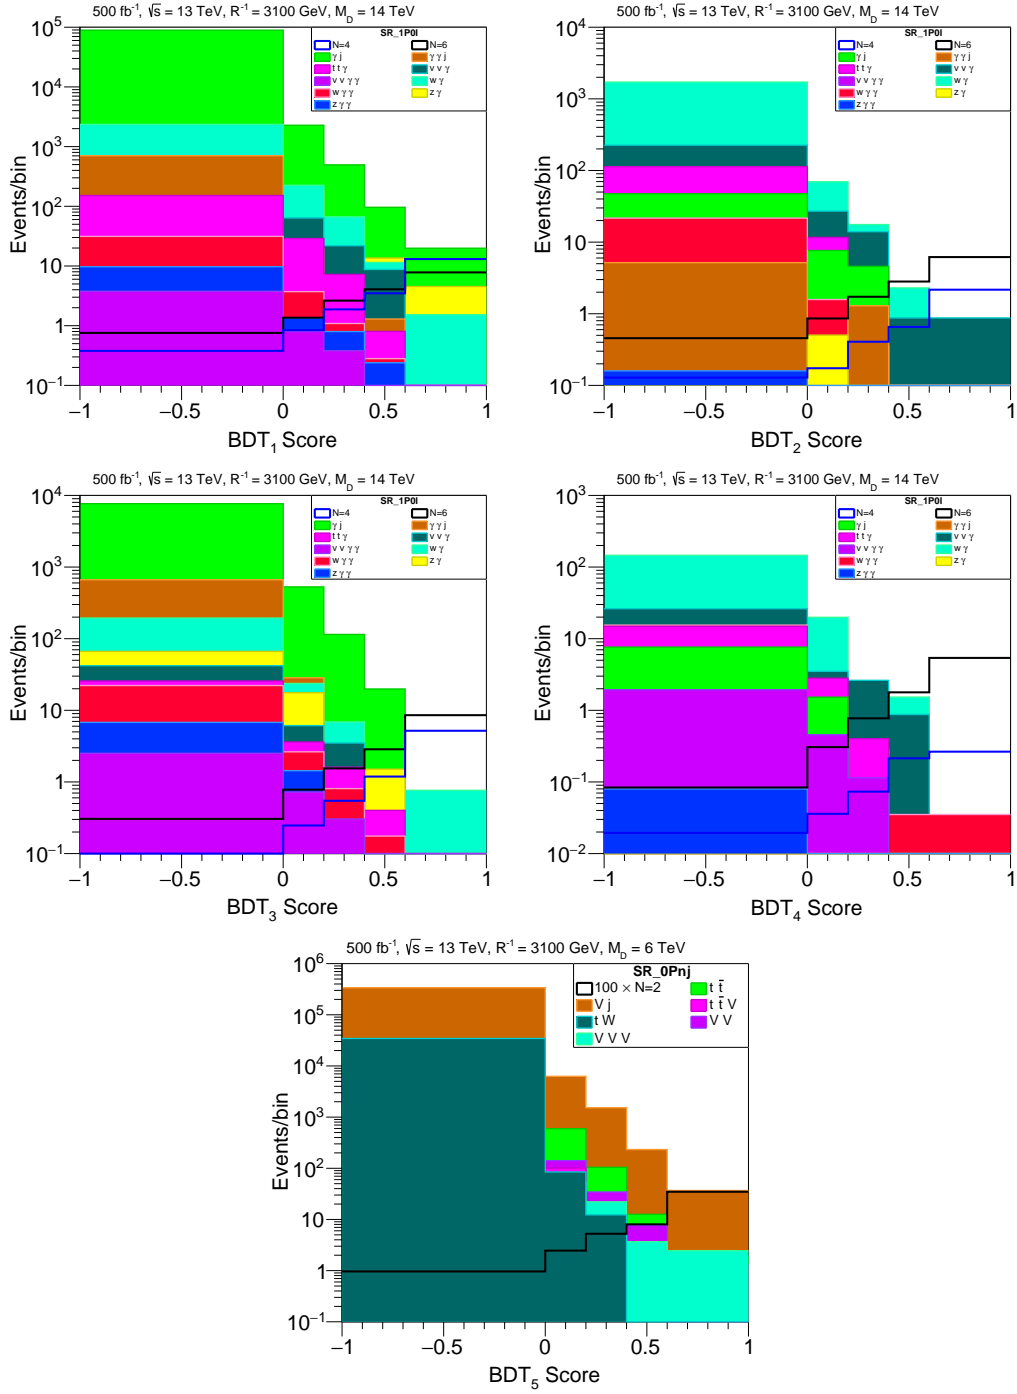 500 fb⁻¹, √s = 13 TeV, R⁻¹ = 3100 GeV, M_D = 14 TeV
SR_1P0l
N=4 N=6
γ j γ γ j
t t γ v v γ
v v γ γ w γ
w γ γ z γ
z γ γ
Events/bin
10⁵
10⁴
10³
10²
10
1
10⁻¹
−1 −0.5 0 0.5 1
BDT₁ Score
500 fb⁻¹, √s = 13 TeV, R⁻¹ = 3100 GeV, M_D = 14 TeV
SR_1P0l
N=4 N=6
γ j γ γ j
t t γ v v γ
v v γ γ w γ
w γ γ z γ
z γ γ
Events/bin
10⁴
10³
10²
10
1
10⁻¹
−1 −0.5 0 0.5 1
BDT₂ Score
500 fb⁻¹, √s = 13 TeV, R⁻¹ = 3100 GeV, M_D = 14 TeV
SR_1P0l
N=4 N=6
γ j γ γ j
t t γ v v γ
v v γ γ w γ
w γ γ z γ
z γ γ
Events/bin
10⁴
10³
10²
10
1
10⁻¹
−1 −0.5 0 0.5 1
BDT₃ Score
500 fb⁻¹, √s = 13 TeV, R⁻¹ = 3100 GeV, M_D = 14 TeV
SR_1P0l
N=4 N=6
γ j γ γ j
t t γ v v γ
v v γ γ w γ
w γ γ z γ
z γ γ
Events/bin
10³
10²
10
1
10⁻¹
10⁻²
−1 −0.5 0 0.5 1
BDT₄ Score
500 fb⁻¹, √s = 13 TeV, R⁻¹ = 3100 GeV, M_D = 6 TeV
SR_0Pnj
100 × N=2 t t̄
V j t t̄ V
t W V V
V V V
Events/bin
10⁶
10⁵
10⁴
10³
10²
10
1
10⁻¹
−1 −0.5 0 0.5 1
BDT₅ Score